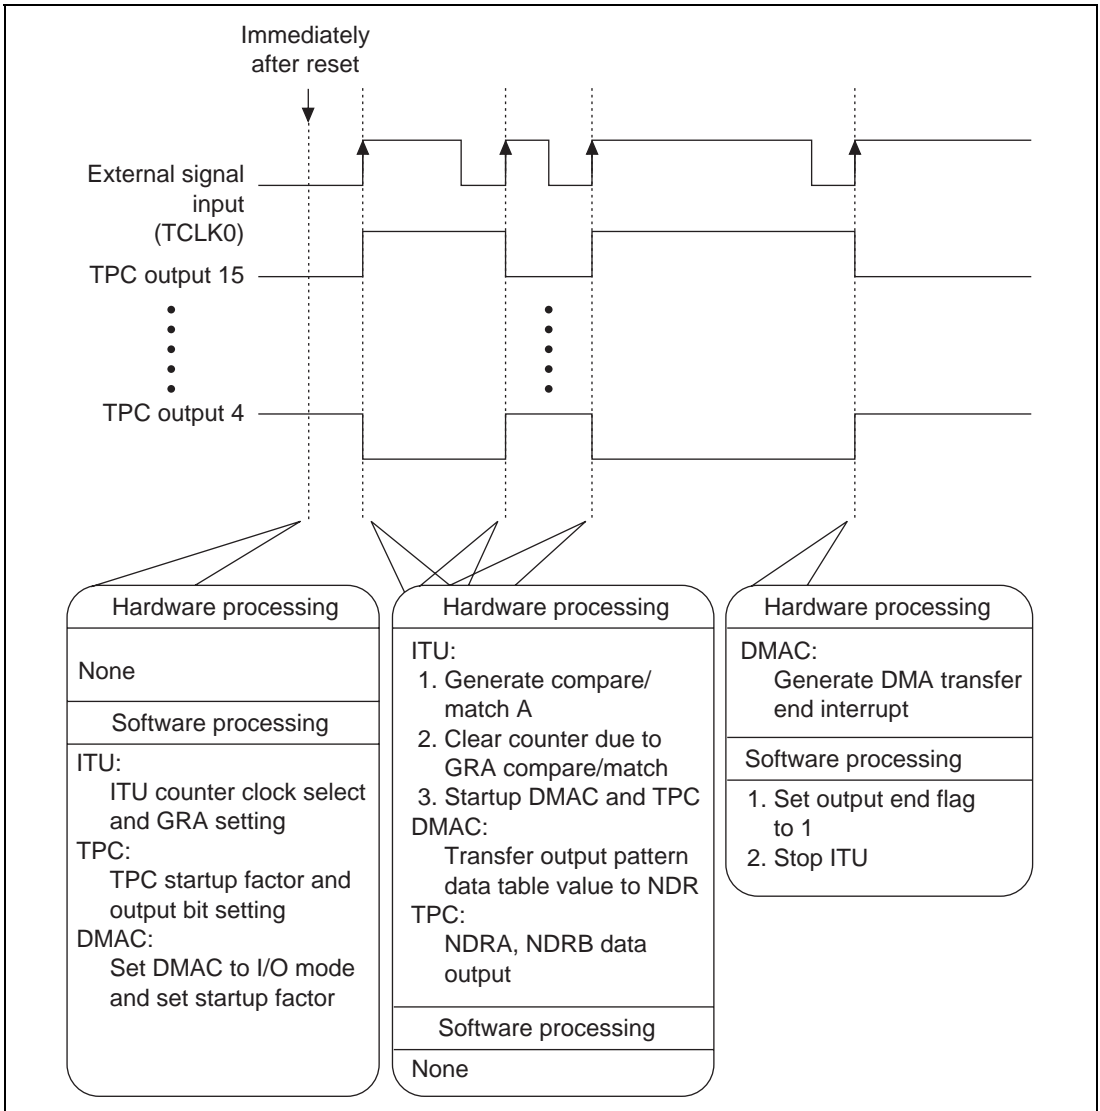 Immediately
after reset
External signal
input
(TCLK0)
TPC output 15
TPC output 4
Hardware processing
None
Software processing
ITU:
ITU counter clock select
and GRA setting
TPC:
TPC startup factor and
output bit setting
DMAC:
Set DMAC to I/O mode
and set startup factor
Hardware processing
ITU:
1. Generate compare/
match A
2. Clear counter due to
GRA compare/match
3. Startup DMAC and TPC
DMAC:
Transfer output pattern
data table value to NDR
TPC:
NDRA, NDRB data
output
Software processing
None
Hardware processing
DMAC:
Generate DMA transfer
end interrupt
Software processing
1. Set output end flag
to 1
2. Stop ITU